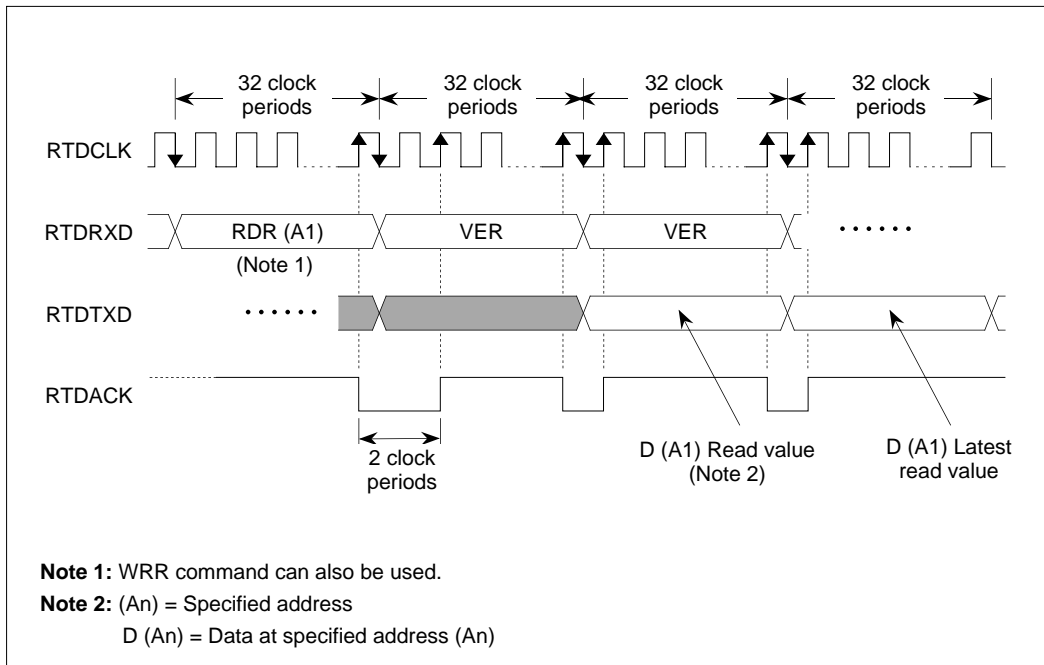 32 clock
periods
32 clock
periods
32 clock
periods
32 clock
periods
RTDCLK
RTDRXD
RDR (A1)
VER
VER
(Note 1)
RTDTXD
RTDACK
2 clock
periods
D (A1) Read value
(Note 2)
D (A1) Latest
read value
Note 1: WRR command can also be used.
Note 2: (An) = Specified address
D (An) = Data at specified address (An)